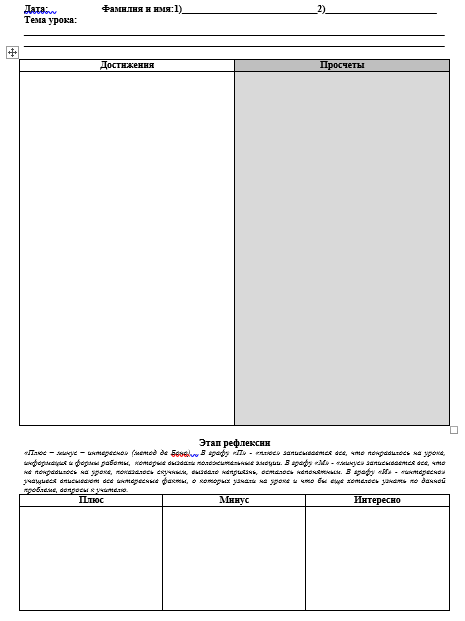 Дата: Фамилия и имя:1)____________________________2)_______________________
Тема урока:
Достижения Просчеты
Этап рефлексии
«Плюс – минус – интересно» (метод де Боно). В графу «П» - «плюс» записывается все, что понравилось на уроке,
информация и формы работы, которые вызвали положительные эмоции. В графу «М» - «минус» записывается все, что
не понравилось на уроке, показалось скучным, вызвало неприязнь, осталось непонятным. В графу «И» - «интересно»
учащиеся вписывают все интересные факты, о которых узнали на уроке и что бы еще хотелось узнать по данной
проблеме, вопросы к учителю.
Плюс Минус Интересно